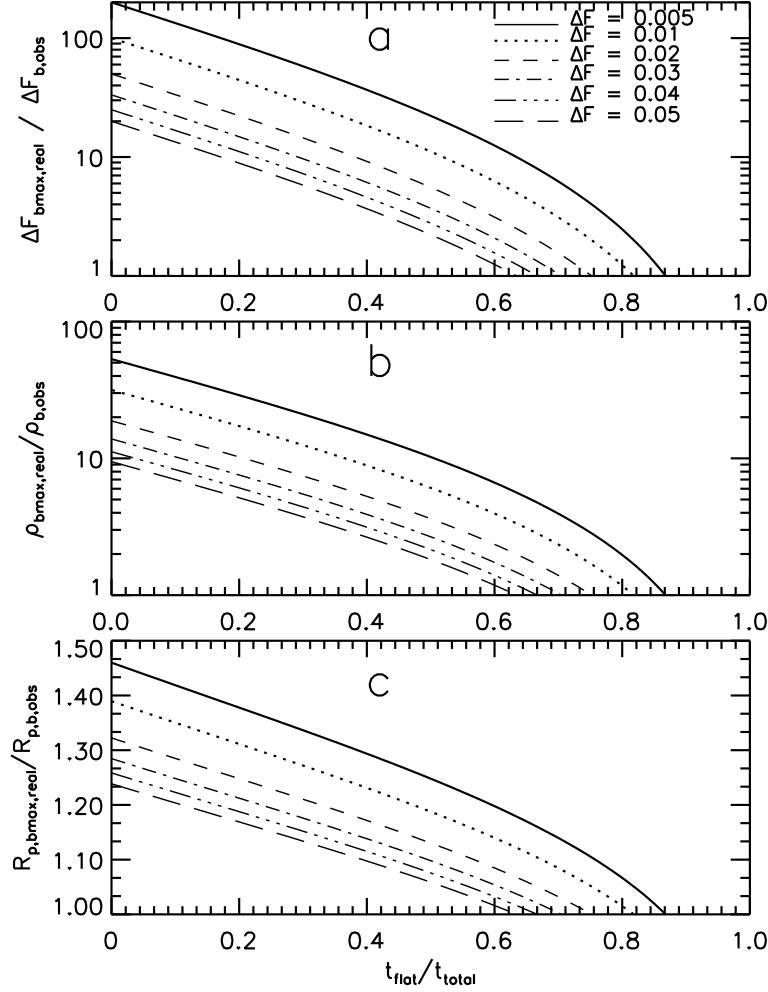 a
ΔF = 0.005
ΔF = 0.01
ΔF = 0.02
ΔF = 0.03
ΔF = 0.04
ΔF = 0.05
ΔF_bmax,real / ΔF_b,obs
100
10
1
0 0.2 0.4 0.6 0.8 1.0
b
ρ_bmax,real/ρ_b,obs
100
10
1
0.0 0.2 0.4 0.6 0.8 1.0
c
R_p,bmax,real/R_p,b,obs
1.50
1.40
1.30
1.20
1.10
1.00
0 0.2 0.4 0.6 0.8 1.0
t_flat/t_total